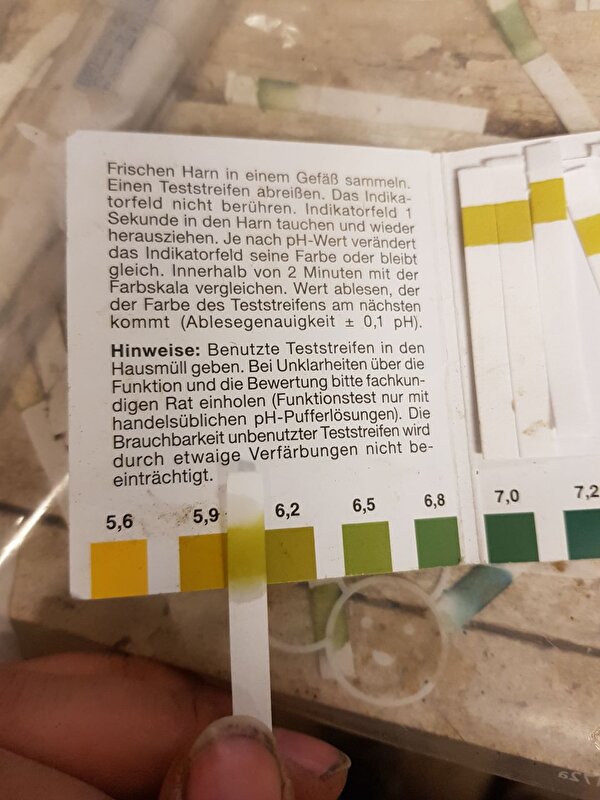 Frischen Harn in einem Gefäß sammeln.
Einen Teststreifen abreißen. Das Indika-
torfeld nicht berühren. Indikatorfeld 1
Sekunde in den Harn tauchen und wieder
herausziehen. Je nach pH-Wert verändert
das Indikatorfeld seine Farbe oder bleibt
gleich. Innerhalb von 2 Minuten mit der
Farbskala vergleichen. Wert ablesen, der
der Farbe des Teststreifens am nächsten
kommt (Ablesegenauigkeit ± 0,1 pH).
Hinweise: Benutzte Teststreifen in den
Hausmüll geben. Bei Unklarheiten über die
Funktion und die Bewertung bitte fachkun-
digen Rat einholen (Funktionstest nur mit
handelsüblichen pH-Pufferlösungen). Die
Brauchbarkeit unbenutzter Teststreifen wird
durch etwaige Verfärbungen nicht be-
einträchtigt.
5,6 5,9 6,2 6,5 6,8 7,0 7,2